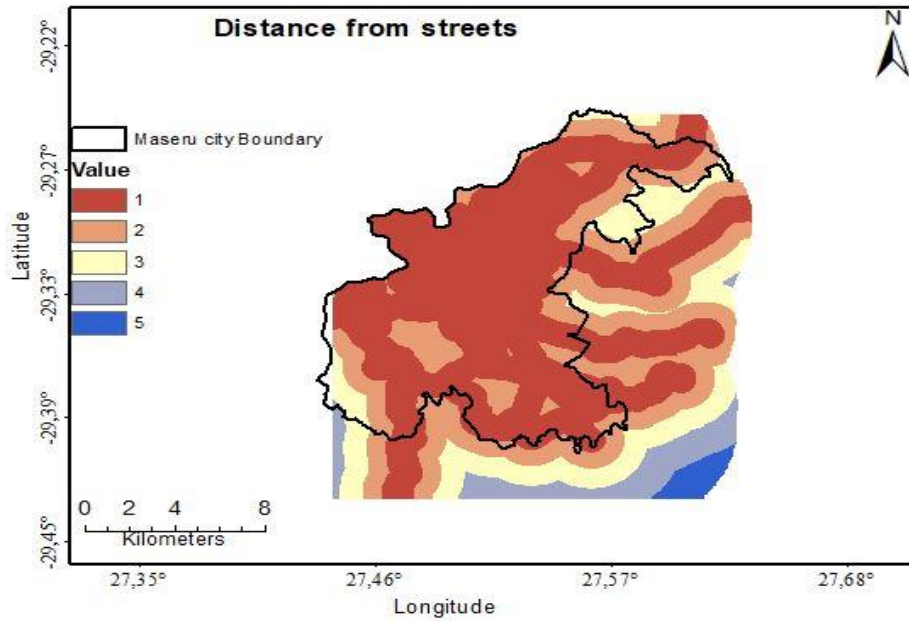 Distance from streets
N
-29,22°
-29,27°
-29,33°
-29,39°
-29,45°
Latitude
Maseru city Boundary
Value
1
2
3
4
5
0 2 4 8
Kilometers
27,35° 27,46° 27,57° 27,68°
Longitude